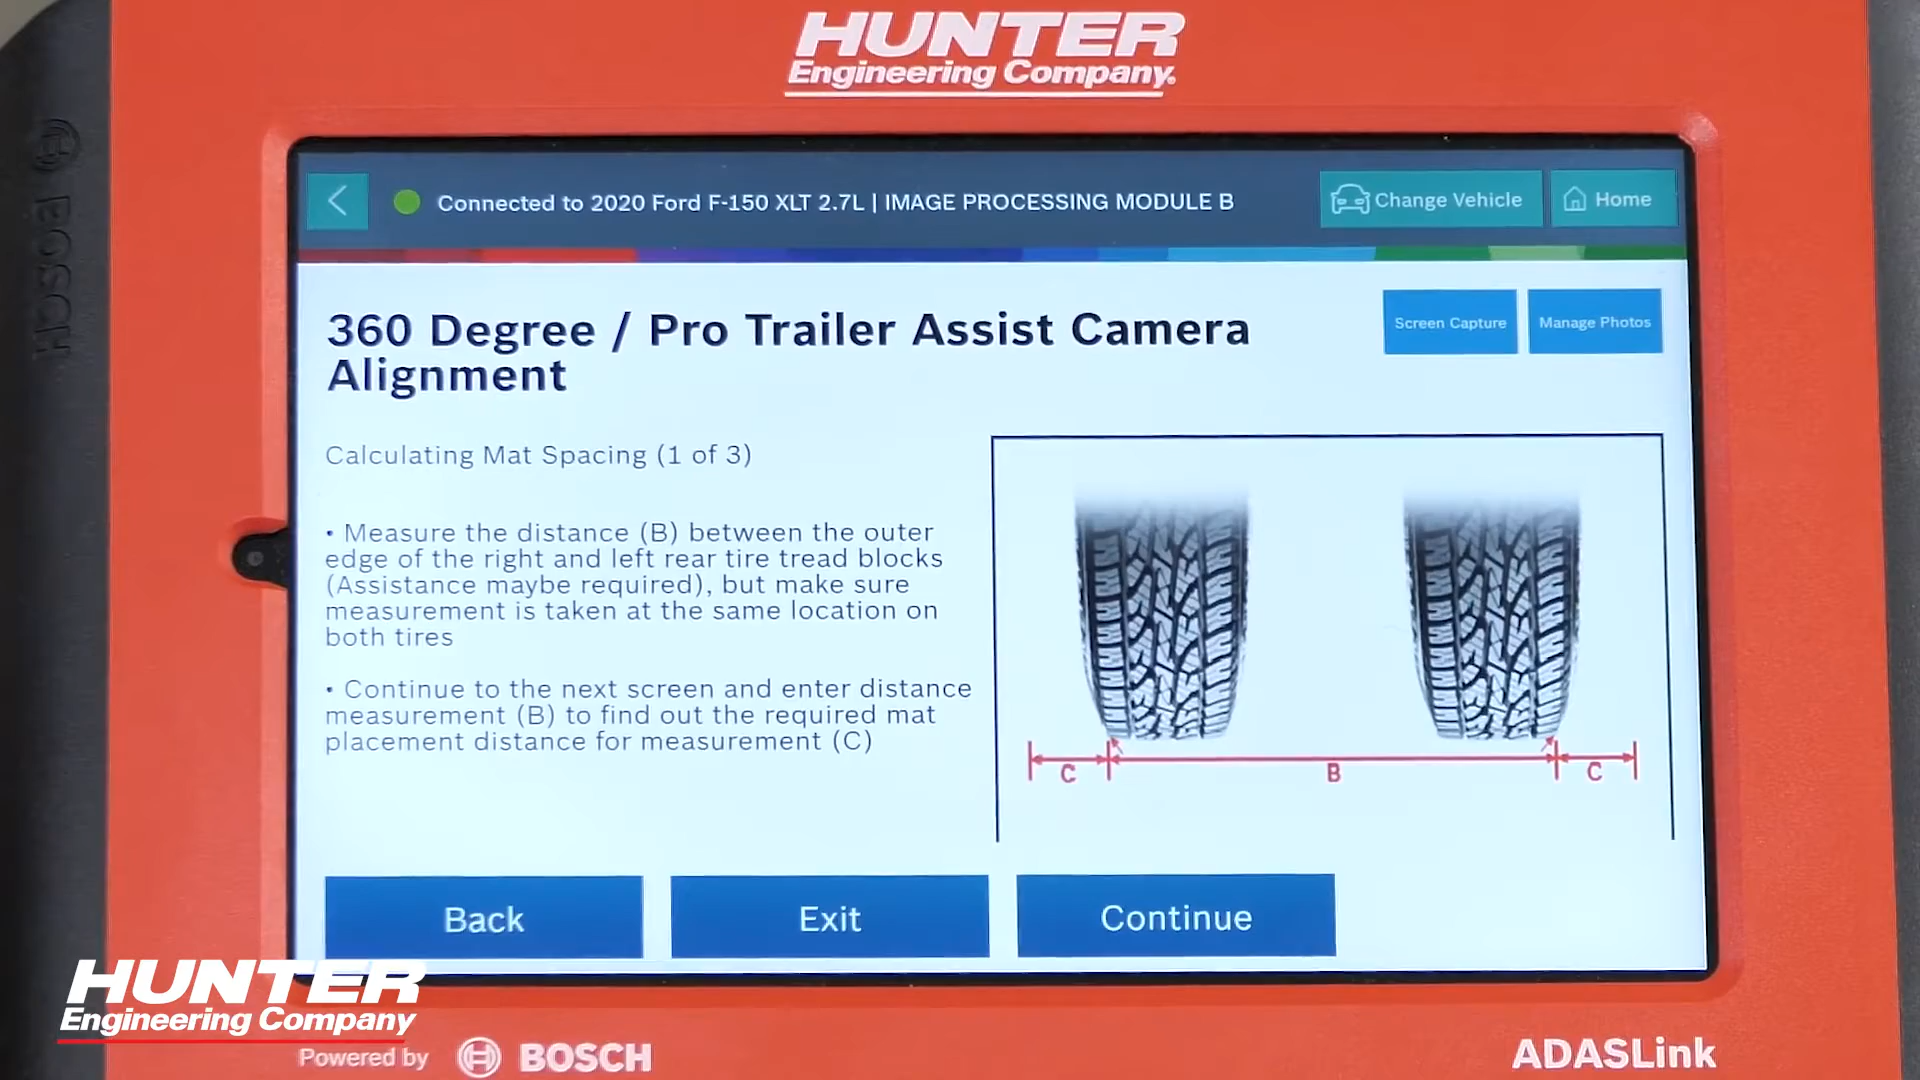 HUNTER
Engineering Company®
BOSCH
Connected to 2020 Ford F-150 XLT 2.7L | IMAGE PROCESSING MODULE B
Change Vehicle
Home
360 Degree / Pro Trailer Assist Camera
Alignment
Screen Capture
Manage Photos
Calculating Mat Spacing (1 of 3)
• Measure the distance (B) between the outer
edge of the right and left rear tire tread blocks
(Assistance maybe required), but make sure
measurement is taken at the same location on
both tires
• Continue to the next screen and enter distance
measurement (B) to find out the required mat
placement distance for measurement (C)
C
B
C
Back
Exit
Continue
HUNTER
Engineering Company
Powered by
BOSCH
ADASLink